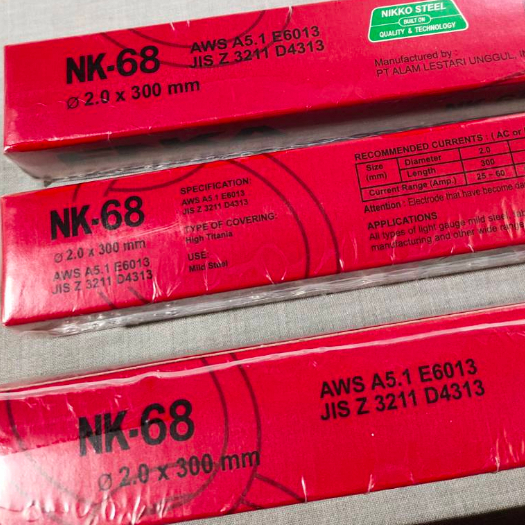 NK-68
⌀ 2.0 x 300 mm
AWS A5.1 E6013
JIS Z 3211 D4313
NIKKO STEEL
BUILT ON
QUALITY & TECHNOLOGY
Manufactured by :
PT ALAM LESTARI UNGGUL,
NK-68
⌀ 2.0 x 300 mm
AWS A5.1 E6013
JIS Z 3211 D4313
SPECIFICATION:
AWS A5.1 E6013
JIS Z 3211 D4313
TYPE OF COVERING:
High Titania
USE:
Mild Steel
RECOMMENDED CURRENTS : ( AC or
Size (mm) Diameter 2.0
Length 300
Current Range (Amp.) 25 ~ 60
Attention : Electrode that have become
APPLICATIONS
All types of light gauge mild steel
manufacturing and other wide range
NK-68
⌀ 2.0 x 300 mm
AWS A5.1 E6013
JIS Z 3211 D4313